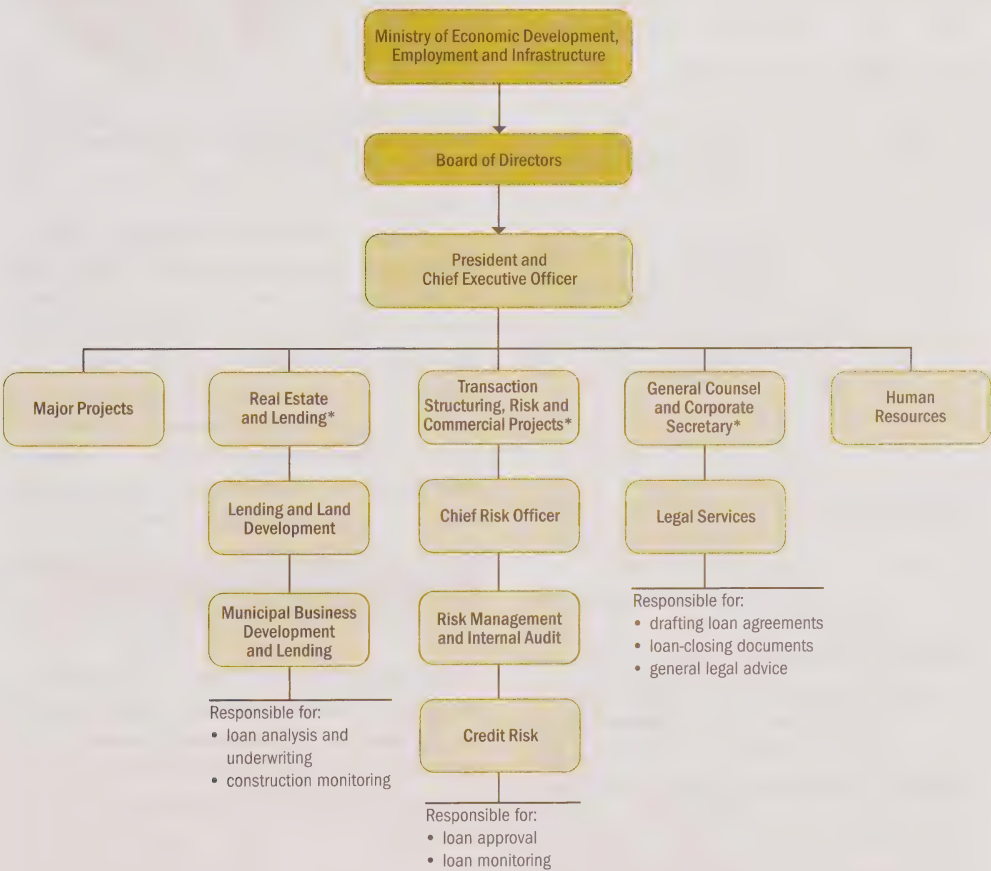 Ministry of Economic Development,
Employment and Infrastructure
Board of Directors
President and
Chief Executive Officer
Major Projects
Real Estate
and Lending*
Transaction
Structuring, Risk and
Commercial Projects*
General Counsel
and Corporate
Secretary*
Human
Resources
Lending and Land
Development
Chief Risk Officer
Legal Services
Municipal Business
Development
and Lending
Risk Management
and Internal Audit
Responsible for:
• drafting loan agreements
• loan-closing documents
• general legal advice
Responsible for:
• loan analysis and
underwriting
• construction monitoring
Credit Risk
Responsible for:
• loan approval
• loan monitoring